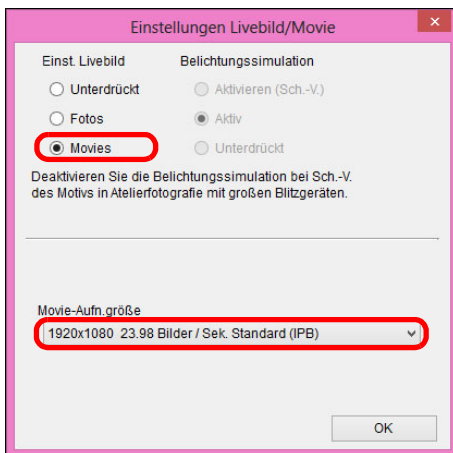 Einstellungen Livebild/Movie
Einst. Livebild
Belichtungssimulation
Unterdrückt
Aktivieren (Sch.-V.)
Fotos
Aktiv
Movies
Unterdrückt
Deaktivieren Sie die Belichtungssimulation bei Sch.-V.
des Motivs in Atelierfotografie mit großen Blitzgeräten.
Movie-Aufn.größe
1920x1080 23.98 Bilder / Sek. Standard (IPB)
OK